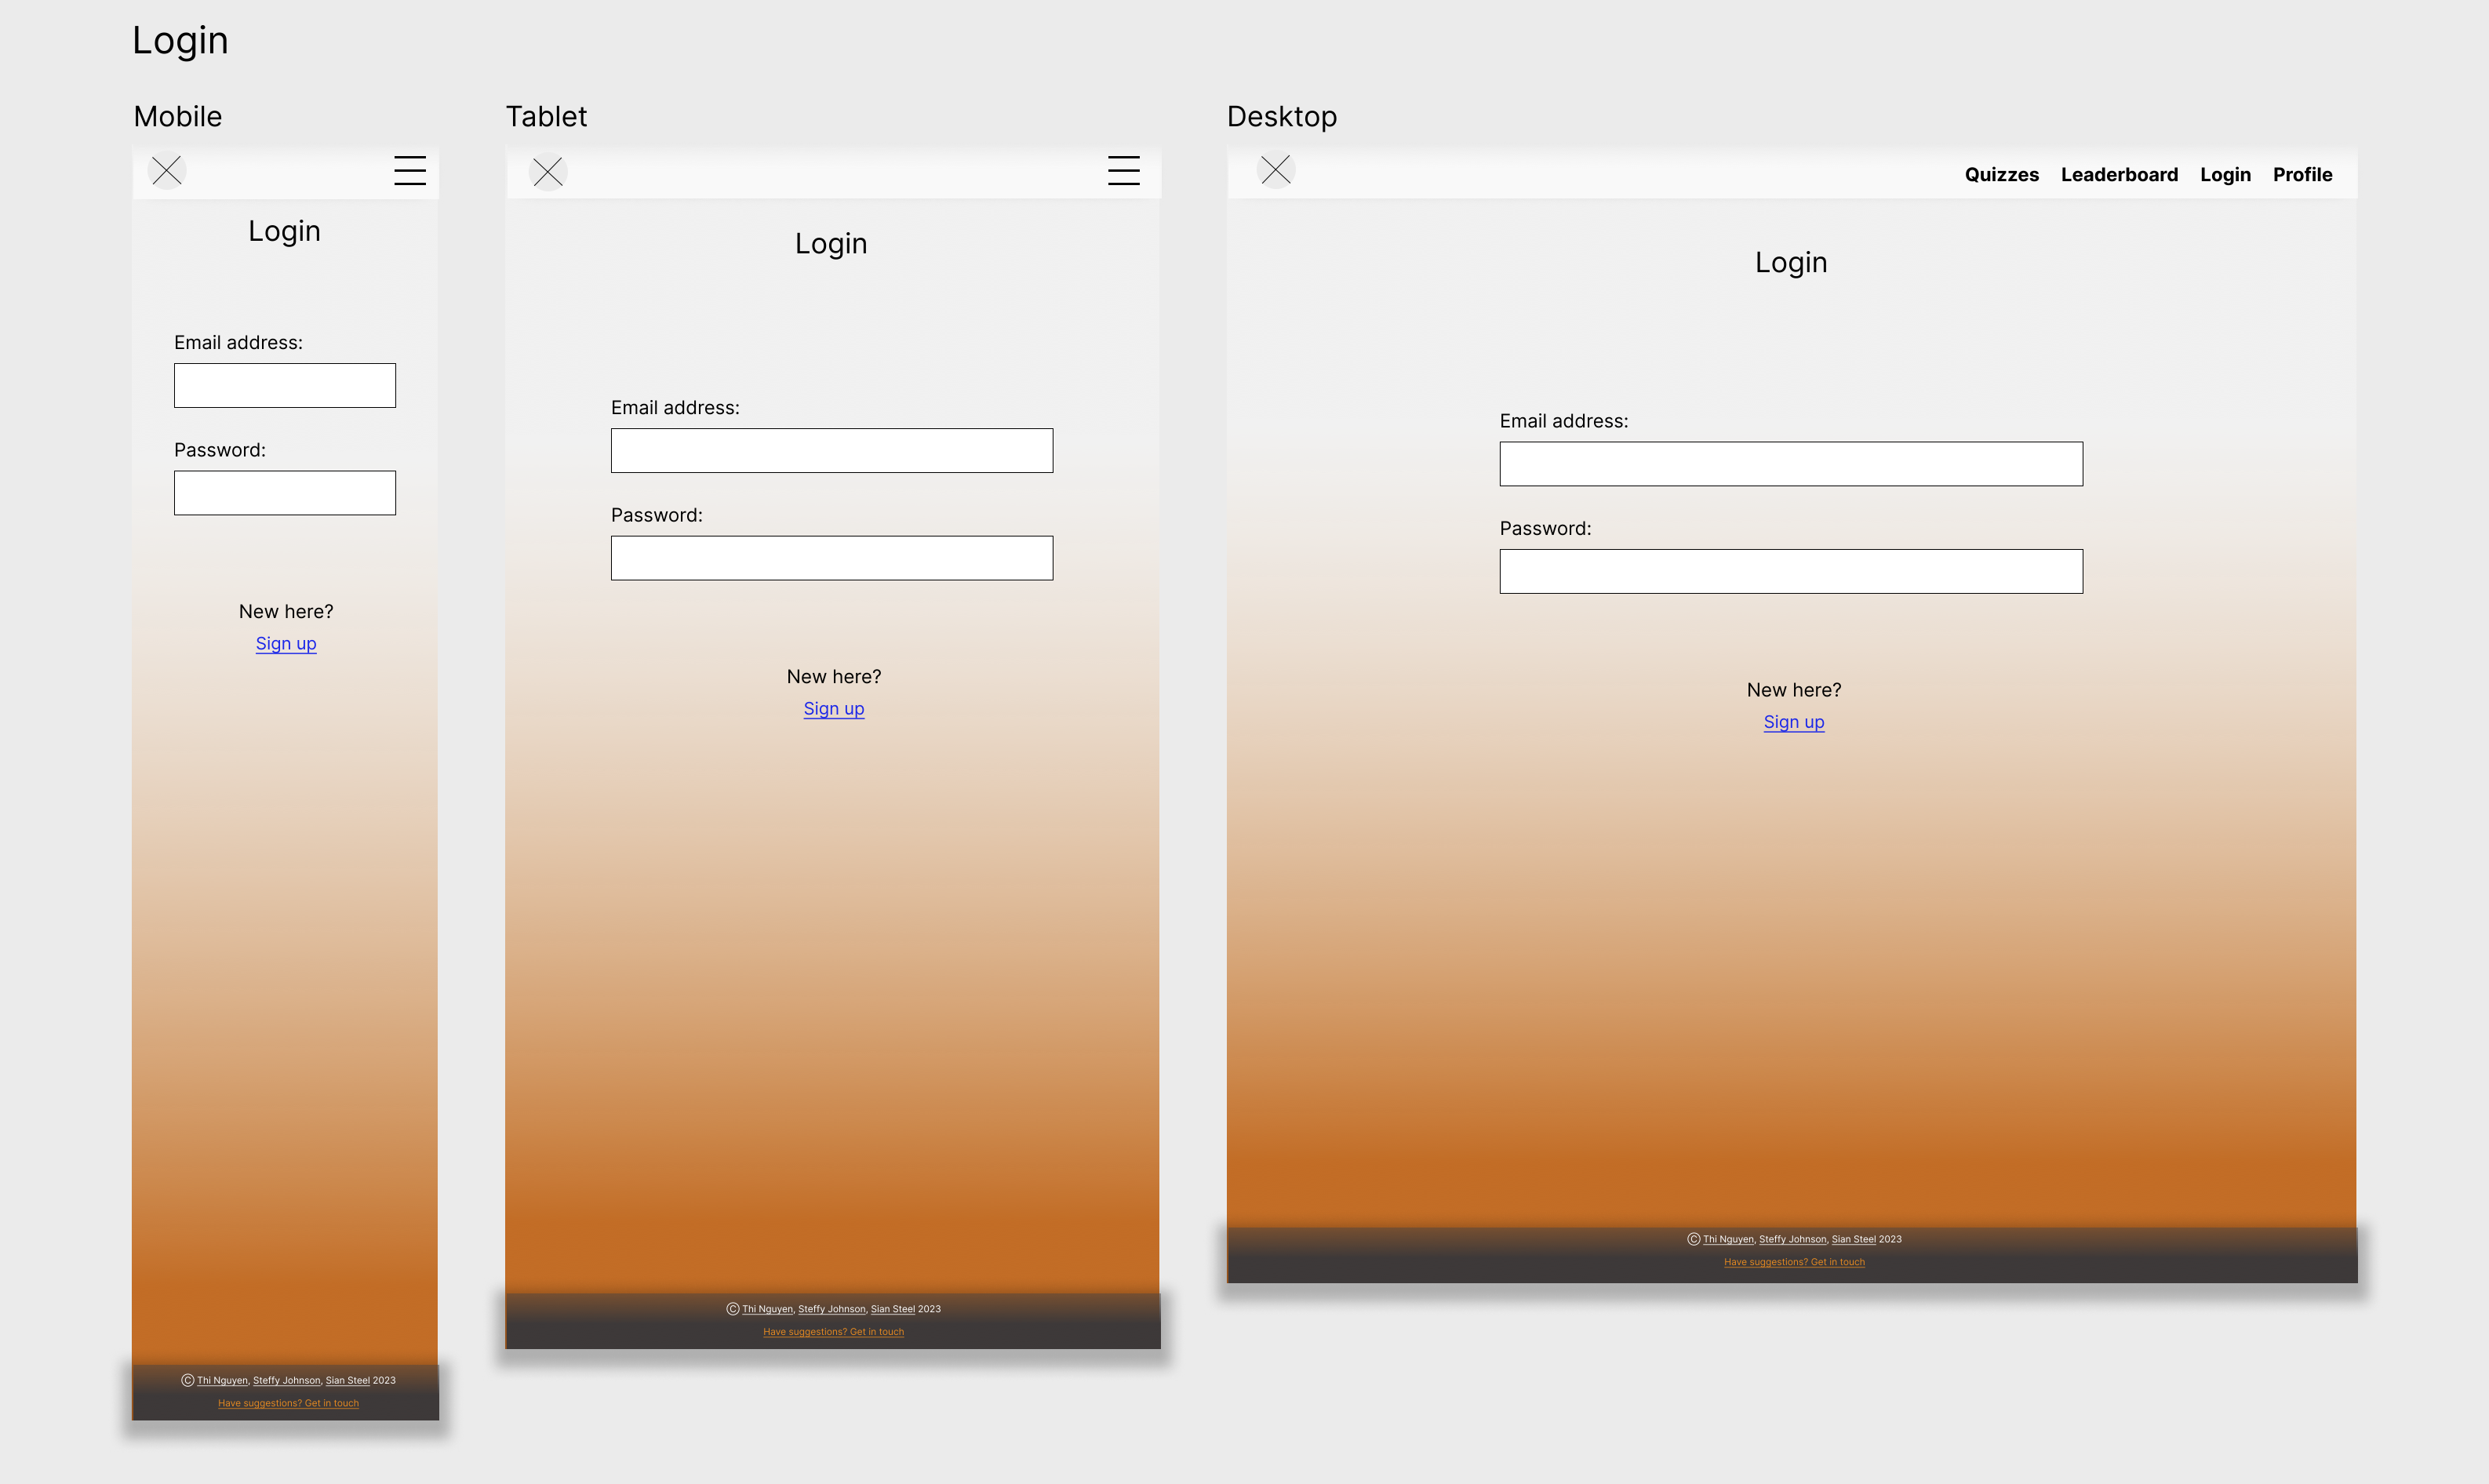 Login
Mobile
Login
Email address:
Password:
New here?
Sign up
© Thi Nguyen, Steffy Johnson, Sian Steel 2023
Have suggestions? Get in touch
Tablet
Login
Email address:
Password:
New here?
Sign up
© Thi Nguyen, Steffy Johnson, Sian Steel 2023
Have suggestions? Get in touch
Desktop
Quizzes Leaderboard Login Profile
Login
Email address:
Password:
New here?
Sign up
© Thi Nguyen, Steffy Johnson, Sian Steel 2023
Have suggestions? Get in touch